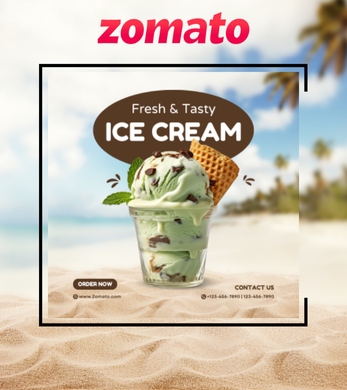 zomato
Fresh & Tasty
ICE CREAM
ORDER NOW
www.Zomato.com
CONTACT US
+123-456-7890 | 123-456-7890